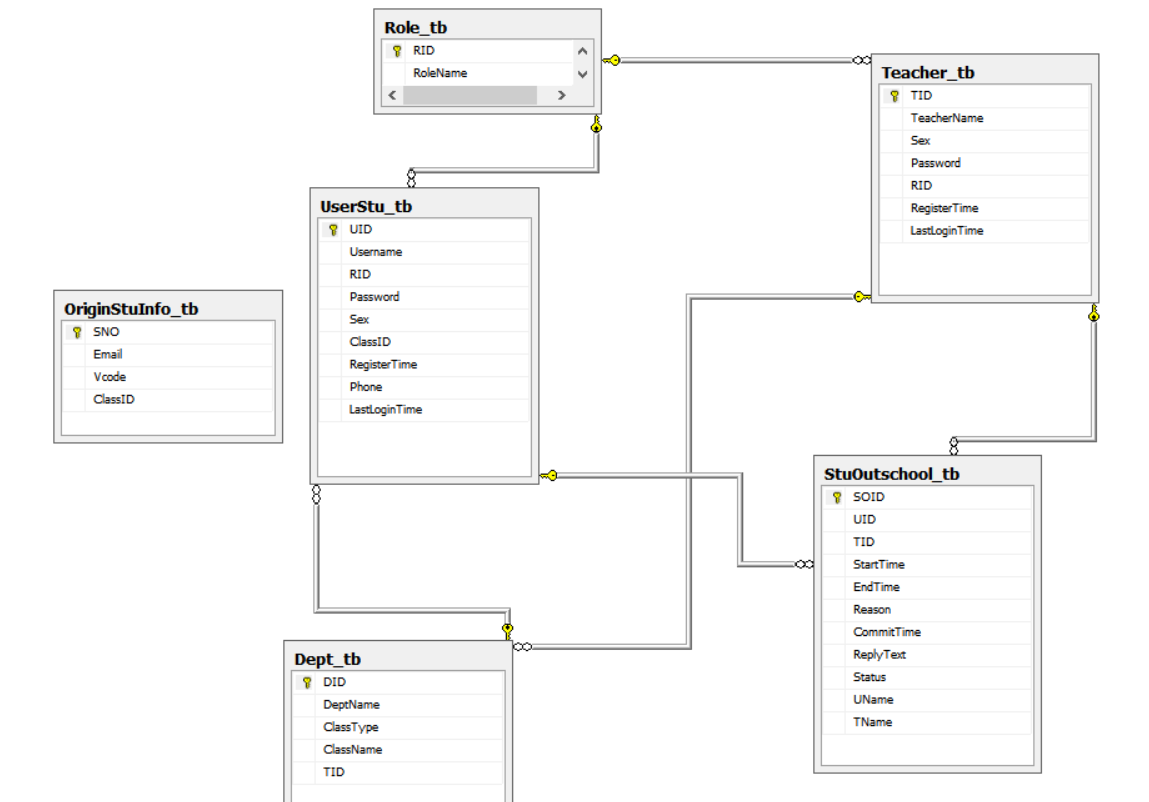 Role_tb
RID
RoleName
Teacher_tb
TID
TeacherName
Sex
Password
RID
RegisterTime
LastLoginTime
UserStu_tb
UID
Username
RID
Password
Sex
ClassID
RegisterTime
Phone
LastLoginTime
OriginStuInfo_tb
SNO
Email
Vcode
ClassID
StuOutschool_tb
SOID
UID
TID
StartTime
EndTime
Reason
CommitTime
ReplyText
Status
UName
TName
Dept_tb
DID
DeptName
ClassType
ClassName
TID